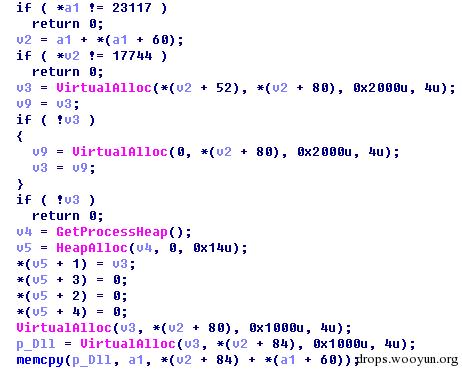 if ( *a1 != 23117 )
return 0;
v2 = a1 + *(a1 + 60);
if ( *v2 != 17744 )
return 0;
v3 = VirtualAlloc(*(v2 + 52), *(v2 + 80), 0x2000u, 4u);
v9 = v3;
if ( !v3 )
{
v9 = VirtualAlloc(0, *(v2 + 80), 0x2000u, 4u);
v3 = v9;
}
if ( !v3 )
return 0;
v4 = GetProcessHeap();
v5 = HeapAlloc(v4, 0, 0x14u);
*(v5 + 1) = v3;
*(v5 + 3) = 0;
*(v5 + 2) = 0;
*(v5 + 4) = 0;
VirtualAlloc(v3, *(v2 + 80), 0x1000u, 4u);
p_Dll = VirtualAlloc(v3, *(v2 + 84), 0x1000u, 4u);
memcpy(p_Dll, a1, *(v2 + 84) + *(a1 + 60));
drops.wooyun.org